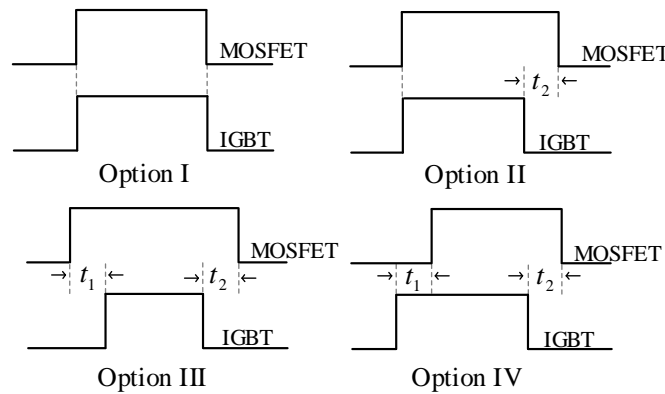 MOSFET
IGBT
Option I
MOSFET
t2
IGBT
Option II
MOSFET
t1 t2
IGBT
Option III
MOSFET
t1 t2
IGBT
Option IV